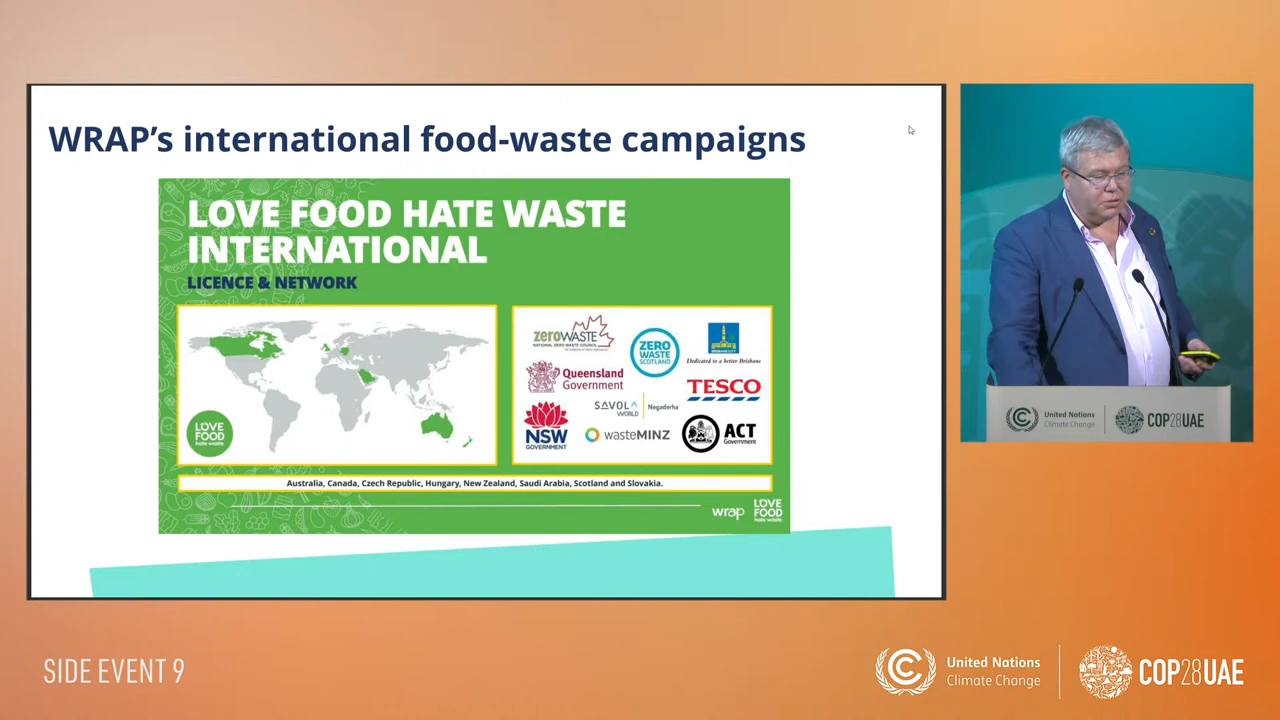 WRAP's international food-waste campaigns
LOVE FOOD HATE WASTE
INTERNATIONAL
LICENCE & NETWORK
LOVE
FOOD
hate waste
zerowaste
NATIONAL ZERO WASTE COUNCIL
ZERO
WASTE
SCOTLAND
BRISBANE CITY
Dedicated to a better Brisbane
Queensland
Government
TESCO
SAVOLA
WORLD
Negaderha
NSW
GOVERNMENT
wasteMINZ
ACT
Government
Australia, Canada, Czech Republic, Hungary, New Zealand, Saudi Arabia, Scotland and Slovakia.
wrap
LOVE
FOOD
hate waste
United Nations
Climate Change
COP28UAE
SIDE EVENT 9
United Nations
Climate Change
COP28UAE